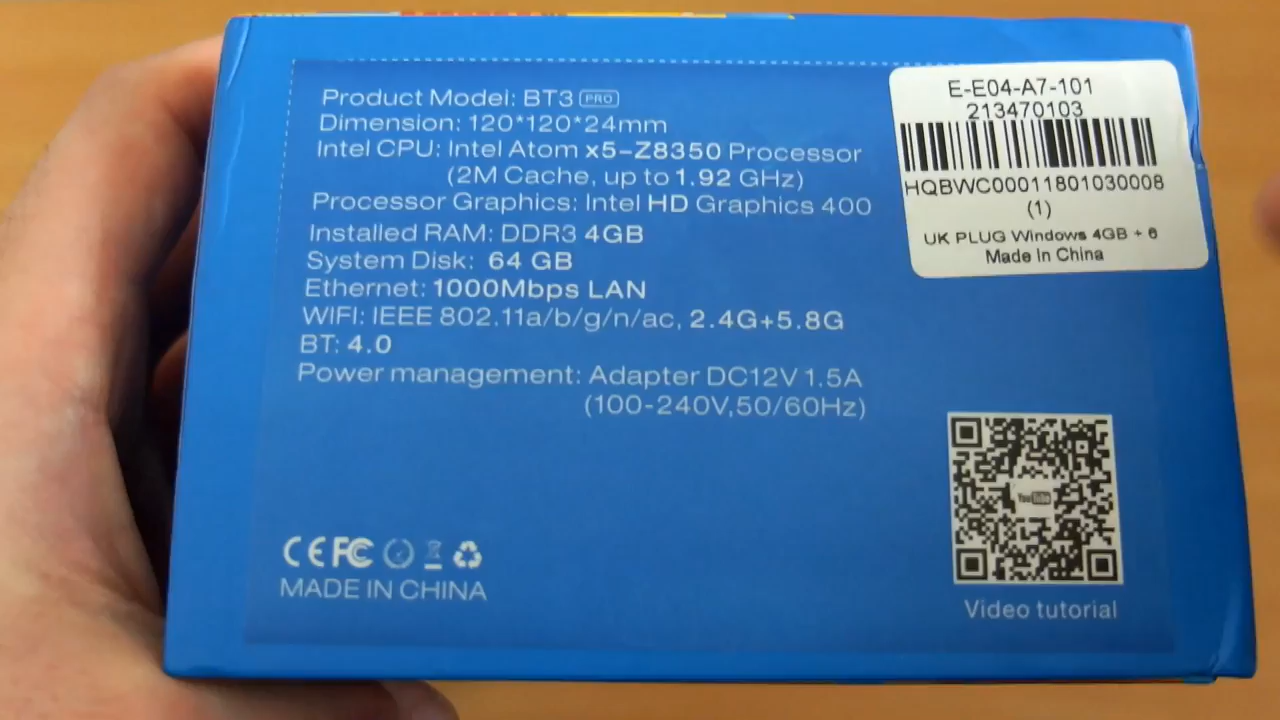 Product Model: BT3 PRO
Dimension: 120*120*24mm
Intel CPU: Intel Atom x5-Z8350 Processor
(2M Cache, up to 1.92 GHz)
Processor Graphics: Intel HD Graphics 400
Installed RAM: DDR3 4GB
System Disk: 64 GB
Ethernet: 1000Mbps LAN
WIFI: IEEE 802.11a/b/g/n/ac, 2.4G+5.8G
BT: 4.0
Power management: Adapter DC12V 1.5A
(100-240V,50/60Hz)
CE FC
MADE IN CHINA
E-E04-A7-101
213470103
HQBWC00011801030008
(1)
UK PLUG Windows 4GB + 6
Made In China
YouTube
Video tutorial